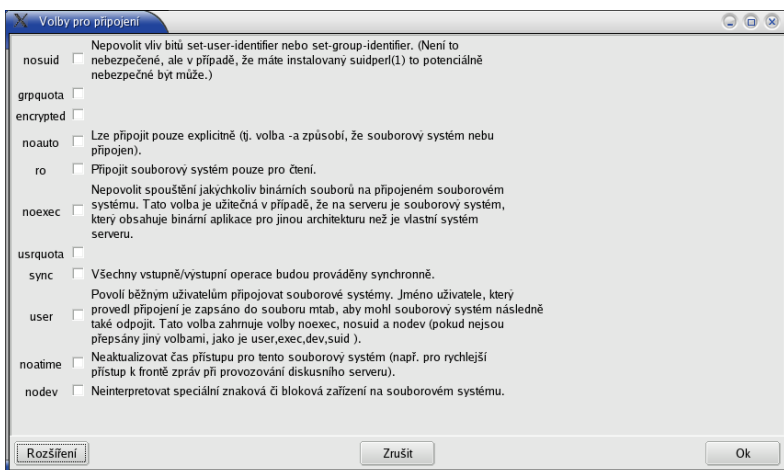 Volby pro připojení
nosuid
Nepovolit vliv bitů set-user-identifier nebo set-group-identifier. (Není to
nebezpečené, ale v případě, že máte instalovaný suidperl(1) to potenciálně
nebezpečné být může.)
grpquota
encrypted
noauto
Lze připojit pouze explicitně (tj. volba -a způsobí, že souborový systém nebu
připojen).
ro
Připojit souborový systém pouze pro čtení.
noexec
Nepovolit spouštění jakýchkoliv binárních souborů na připojeném souborovém
systému. Tato volba je užitečná v případě, že na serveru je souborový systém,
který obsahuje binární aplikace pro jinou architekturu než je vlastní systém
serveru.
usrquota
sync
Všechny vstupně/výstupní operace budou prováděny synchronně.
user
Povolí běžným uživatelům připojovat souborové systémy. Jméno uživatele, který
provedl připojení je zapsáno do souboru mtab, aby mohl souborový systém následně
také odpojit. Tato volba zahrnuje volby noexec, nosuid a nodev (pokud nejsou
přepsány jiný volbami, jako je user,exec,dev,suid ).
noatime
Neaktualizovat čas přístupu pro tento souborový systém (např. pro rychlejší
přístup k frontě zpráv při provozování diskusního serveru).
nodev
Neinterpretovat speciální znaková či bloková zařízení na souborovém systému.
Rozšíření
Zrušit
Ok